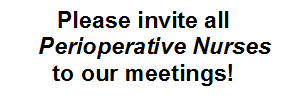 Please invite all
Perioperative Nurses
to our meetings!